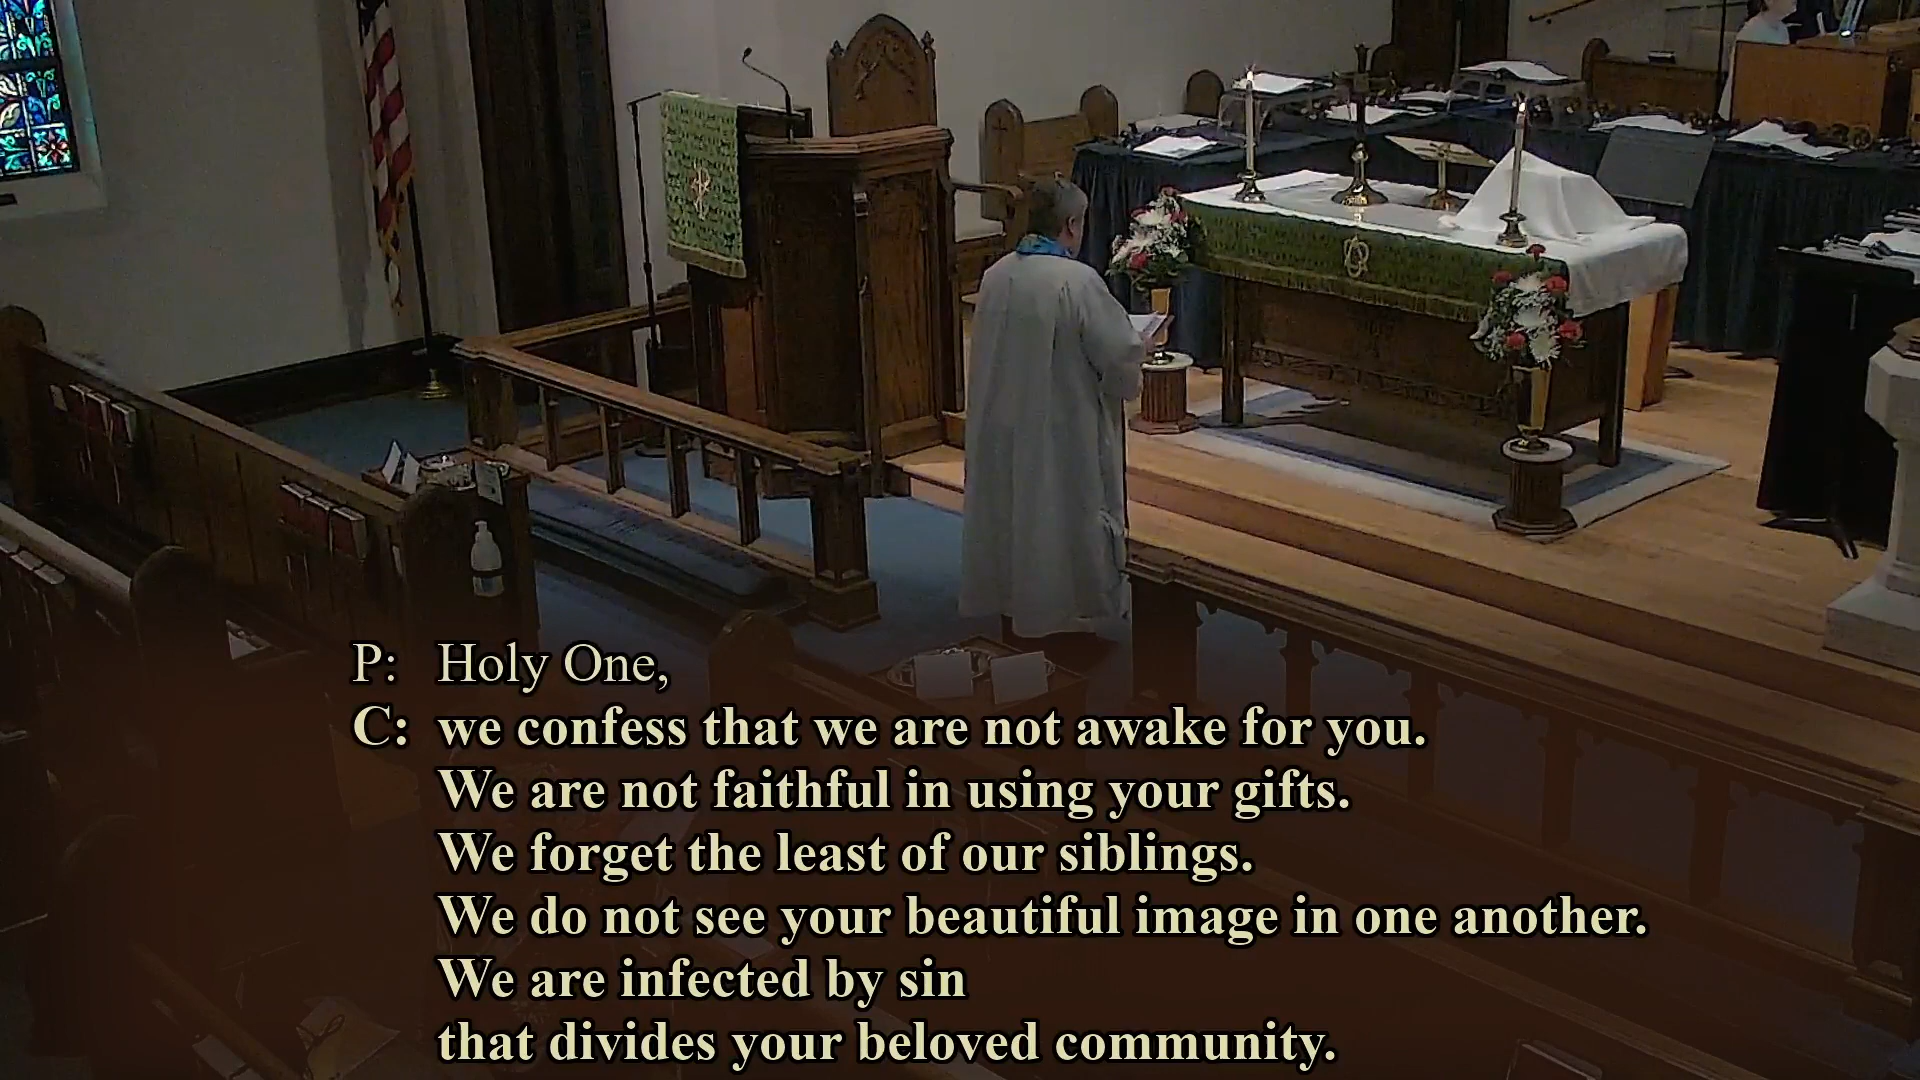 P: Holy One,
C: we confess that we are not awake for you.
We are not faithful in using your gifts.
We forget the least of our siblings.
We do not see your beautiful image in one another.
We are infected by sin
that divides your beloved community.